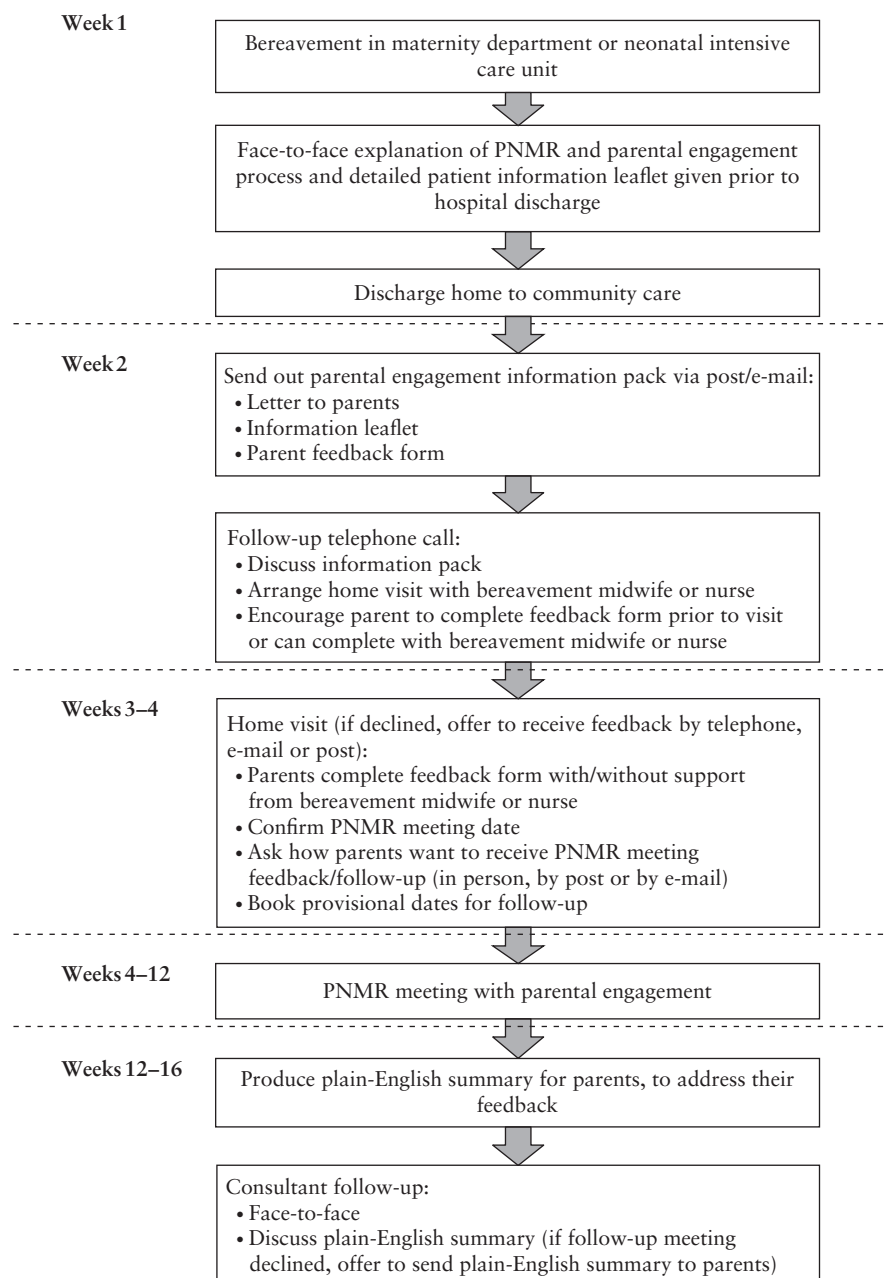 Week 1
Bereavement in maternity department or neonatal intensive
care unit
Face-to-face explanation of PNMR and parental engagement
process and detailed patient information leaflet given prior to
hospital discharge
Discharge home to community care
Week 2
Send out parental engagement information pack via post/e-mail:
• Letter to parents
• Information leaflet
• Parent feedback form
Follow-up telephone call:
• Discuss information pack
• Arrange home visit with bereavement midwife or nurse
• Encourage parent to complete feedback form prior to visit
or can complete with bereavement midwife or nurse
Weeks 3–4
Home visit (if declined, offer to receive feedback by telephone,
e-mail or post):
• Parents complete feedback form with/without support
from bereavement midwife or nurse
• Confirm PNMR meeting date
• Ask how parents want to receive PNMR meeting
feedback/follow-up (in person, by post or by e-mail)
• Book provisional dates for follow-up
Weeks 4–12
PNMR meeting with parental engagement
Weeks 12–16
Produce plain-English summary for parents, to address their
feedback
Consultant follow-up:
• Face-to-face
• Discuss plain-English summary (if follow-up meeting
declined, offer to send plain-English summary to parents)